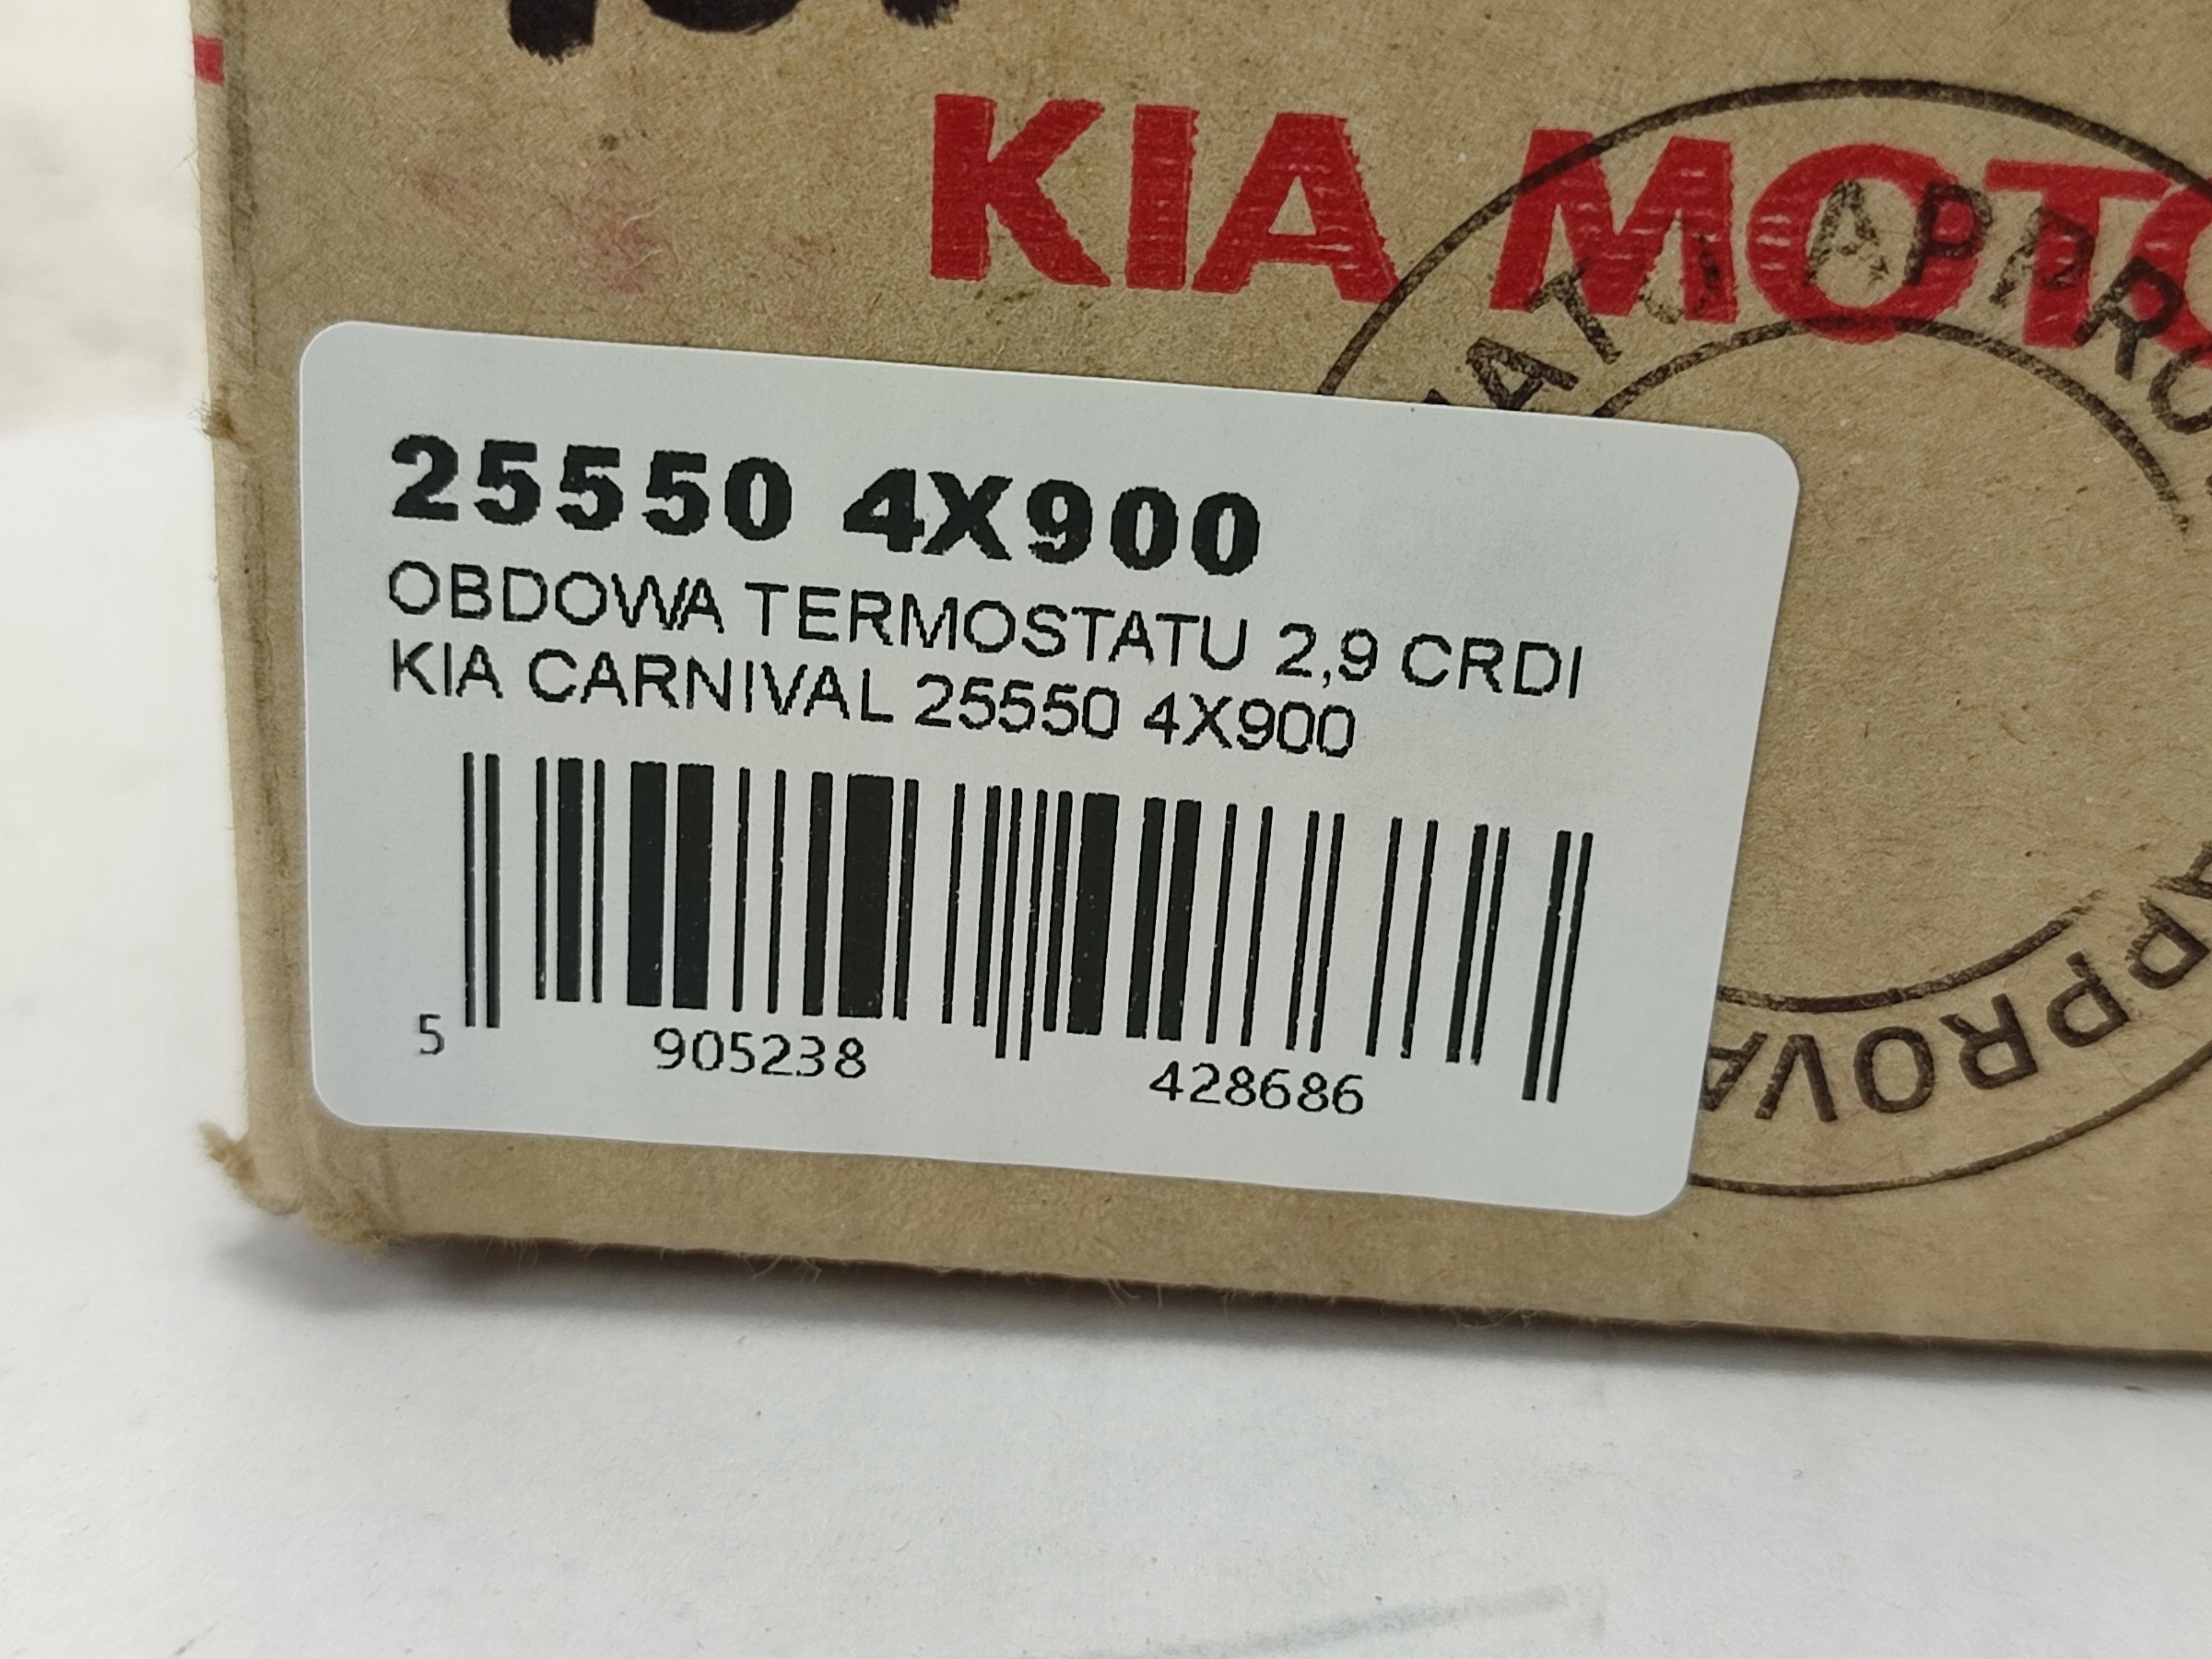 KIA MOTO
25550 4X900
OBDOWA TERMOSTATU 2,9 CRDI
KIA CARNIVAL 25550 4X900
5 905238 428686